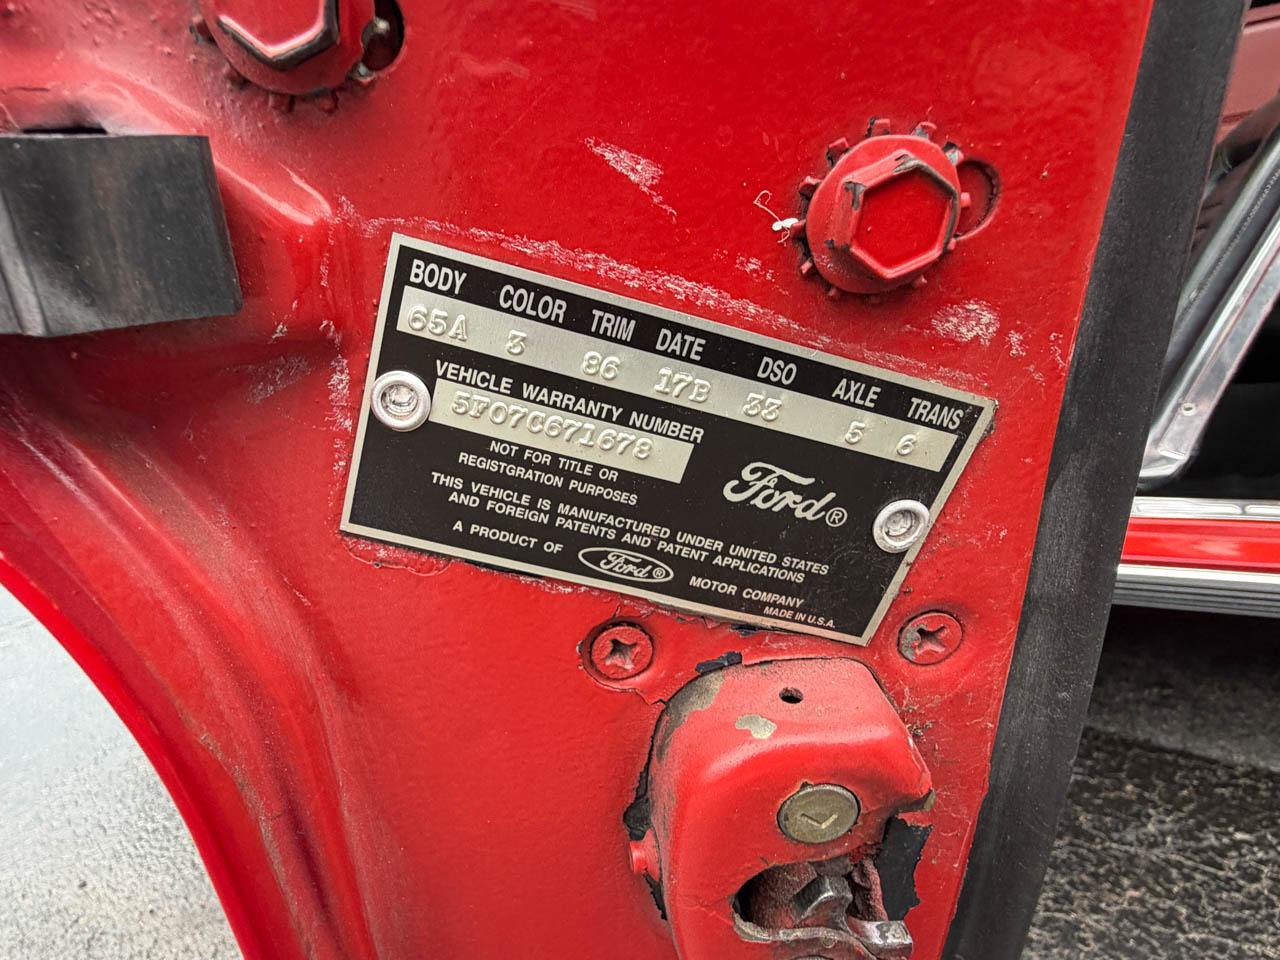 BODY COLOR TRIM DATE DSO AXLE TRANS
65A 3 86 17B 33 5 6
VEHICLE WARRANTY NUMBER
5F07C671678
NOT FOR TITLE OR
REGISTGRATION PURPOSES
Ford®
THIS VEHICLE IS MANUFACTURED UNDER UNITED STATES
AND FOREIGN PATENTS AND PATENT APPLICATIONS
A PRODUCT OF Ford® MOTOR COMPANY
MADE IN U.S.A.